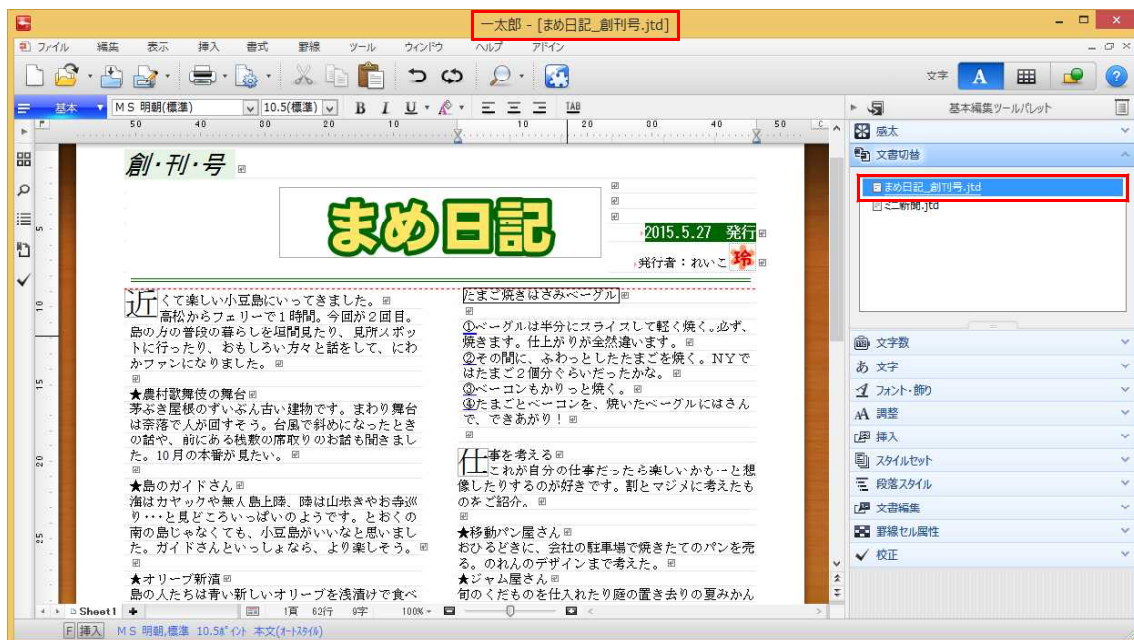 一太郎 - [まめ日記_創刊号.jtd]
ファイル 編集 表示 挿入 書式 罫線 ツール ウィンドウ ヘルプ アドイン
文字 A ?
基本 ＭＳ 明朝(標準) 10.5(標準) B I U TAB
基本編集ツールパレット
50 40 30 20 10 10 20 30 40 50
感太
文書切替
まめ日記_創刊号.jtd
ミニ新聞.jtd
文字数
あ 文字
フォント・飾り
調整
挿入
スタイルセット
段落スタイル
文書編集
罫線セル属性
校正
創・刊・号
まめ日記
2015.5.27 発行
発行者：れいこ 玲
近くて楽しい小豆島にいってきました。
高松からフェリーで１時間。今回が２回目。
島の方の普段の暮らしを垣間見たり、見所スポッ
トに行ったり、おもしろい方々と話をして、にわ
かファンになりました。
★農村歌舞伎の舞台
茅ぶき屋根のずいぶん古い建物です。まわり舞台
は奈落で人が回すそう。台風で斜めになったとき
の話や、前にある桟敷の席取りのお話も聞きまし
た。10月の本番が見たい。
★島のガイドさん
海はカヤックや無人島上陸、陸は山歩きやお寺巡
り・・・と見どころいっぱいのようです。とおくの
南の島じゃなくても、小豆島がいいなと思いまし
た。ガイドさんといっしょなら、より楽しそう。
★オリーブ新漬
島の人たちは青い新しいオリーブを浅漬けで食べ
たまご焼きはさみベーグル
①ベーグルは半分にスライスして軽く焼く。必ず、
焼きます。仕上がりが全然違います。
②その間に、ふわっとしたたまごを焼く。ＮＹで
はたまご２個分ぐらいだったかな。
③ベーコンもかりっと焼く。
④たまごとベーコンを、焼いたベーグルにはさん
で、できあがり！
仕事を考える
これが自分の仕事だったら楽しいかも…と想
像したりするのが好きです。割とマジメに考えたも
のをご紹介。
★移動パン屋さん
おひるどきに、会社の駐車場で焼きたてのパンを売
る。のれんのデザインまで考えた。
★ジャム屋さん
旬のくだものを仕入れたり庭の置き去りの夏みかん
Sheet1 1頁 62行 9字 100%
F 挿入 ＭＳ 明朝,標準 10.5ﾎﾟｲﾝﾄ 本文(ｵｰﾄｽﾀｲﾙ)